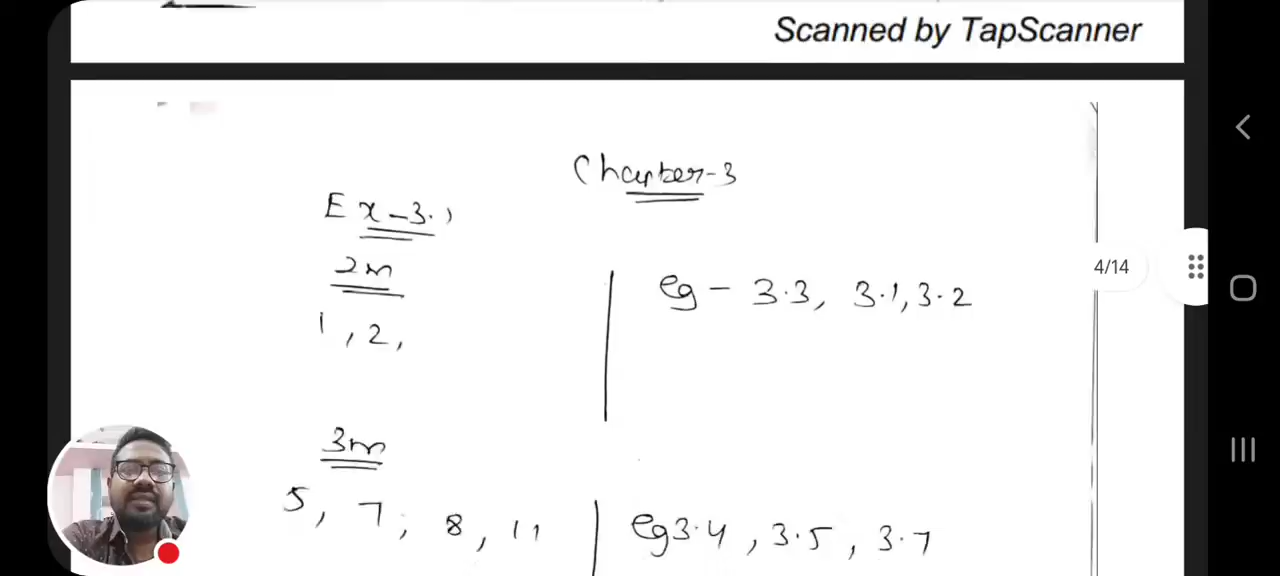 Scanned by TapScanner
Chapter-3
Ex-3.1
2m
1, 2,
eg - 3.3, 3.1, 3.2
4/14
3m
5, 7, 8, 11
eg 3.4, 3.5, 3.7